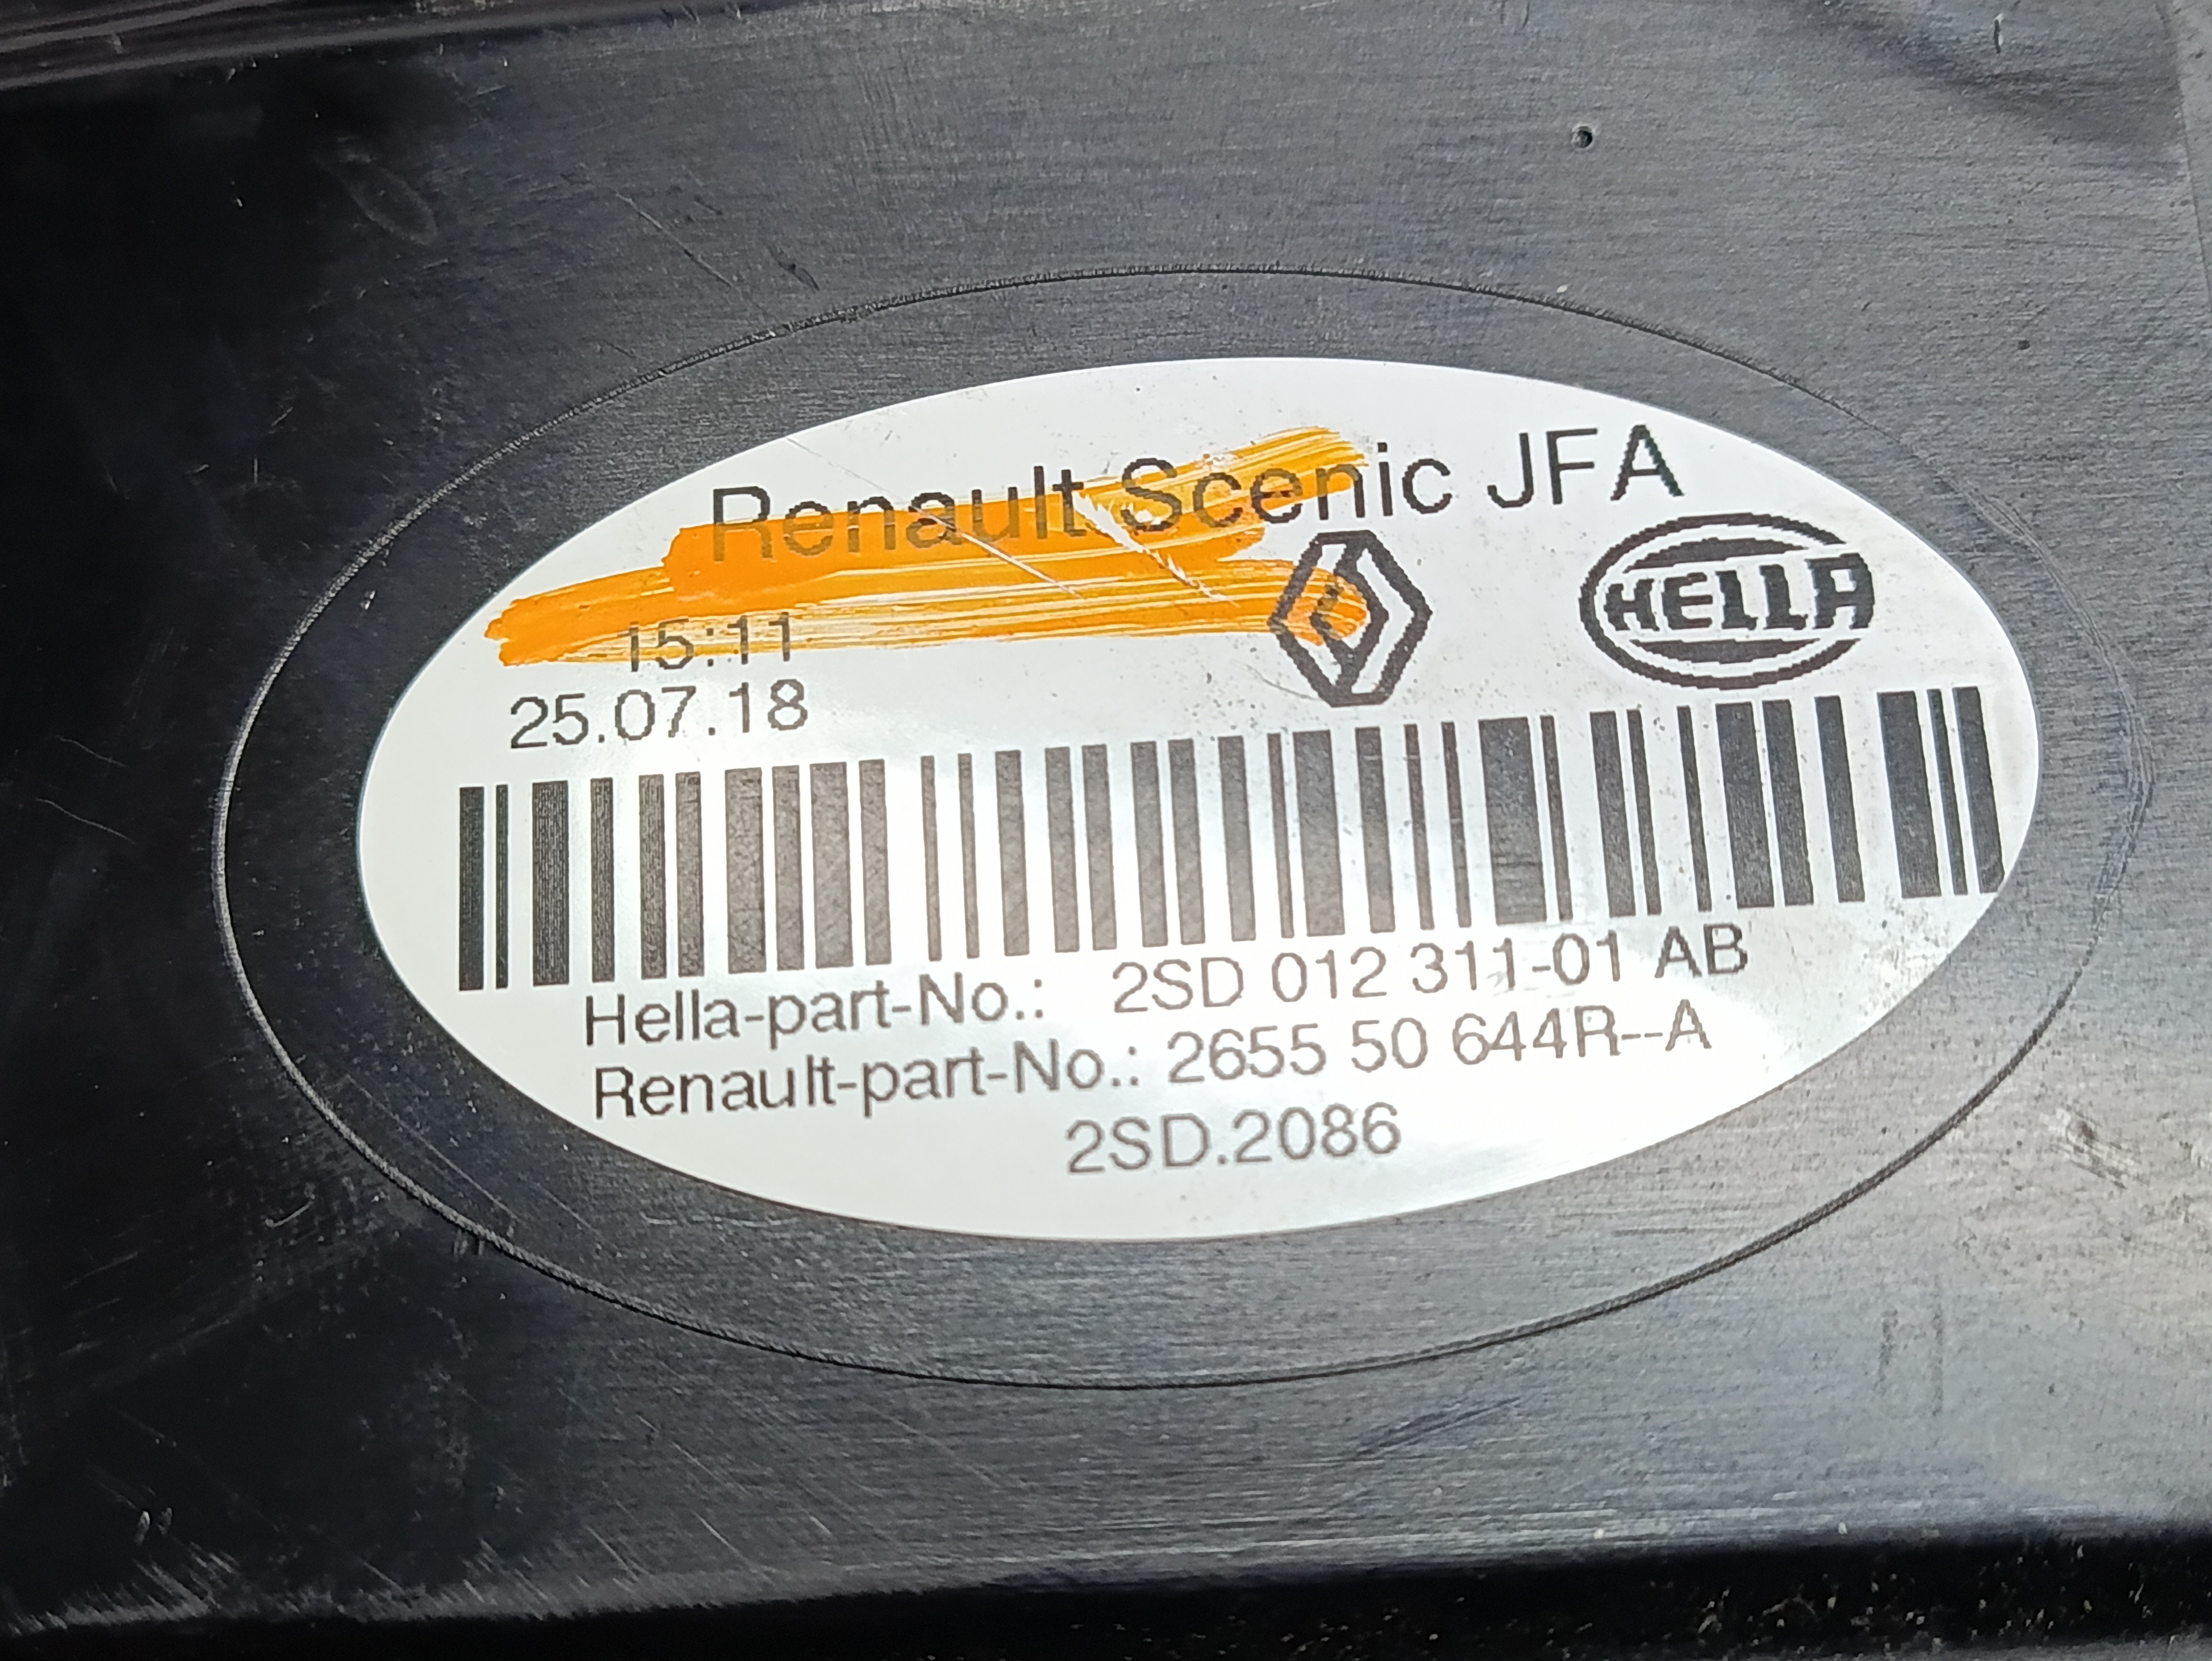 Renault Scenic JFA
15:11
HELLA
25.07.18
Hella-part-No.: 2SD 012 311-01 AB
Renault-part-No.: 2655 50 644R--A
2SD.2086